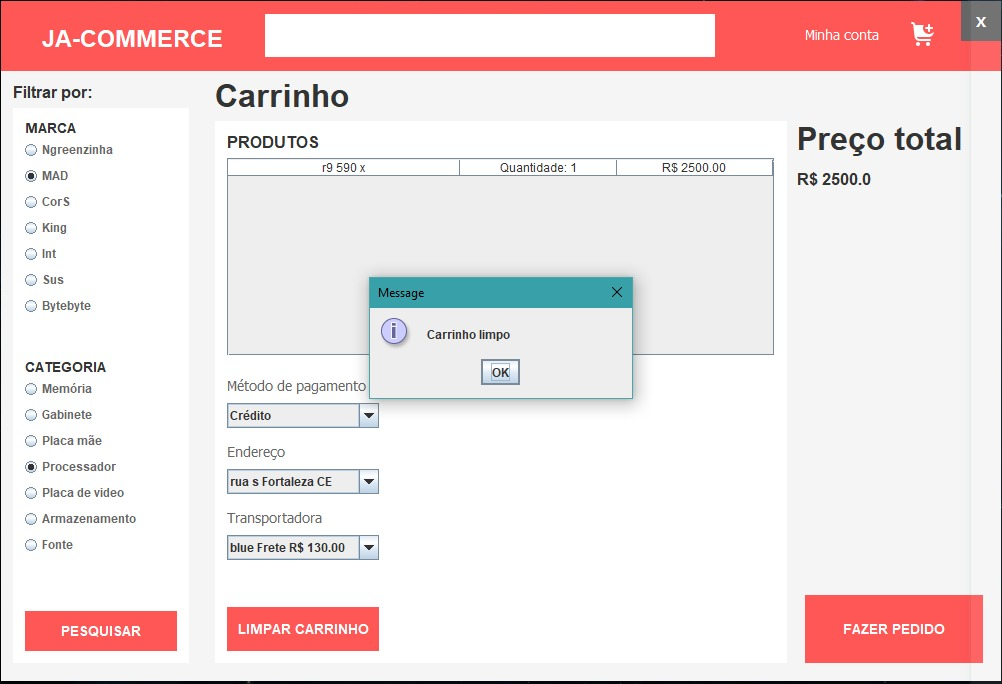 JA-COMMERCE
Minha conta
X
Filtrar por:
MARCA
Ngreenzinha
MAD
CorS
King
Int
Sus
Bytebyte
CATEGORIA
Memória
Gabinete
Placa mãe
Processador
Placa de video
Armazenamento
Fonte
PESQUISAR
Carrinho
PRODUTOS
r9 590 x Quantidade: 1 R$ 2500.00
Message
Carrinho limpo
OK
Método de pagamento
Crédito
Endereço
rua s Fortaleza CE
Transportadora
blue Frete R$ 130.00
LIMPAR CARRINHO
Preço total
R$ 2500.0
FAZER PEDIDO